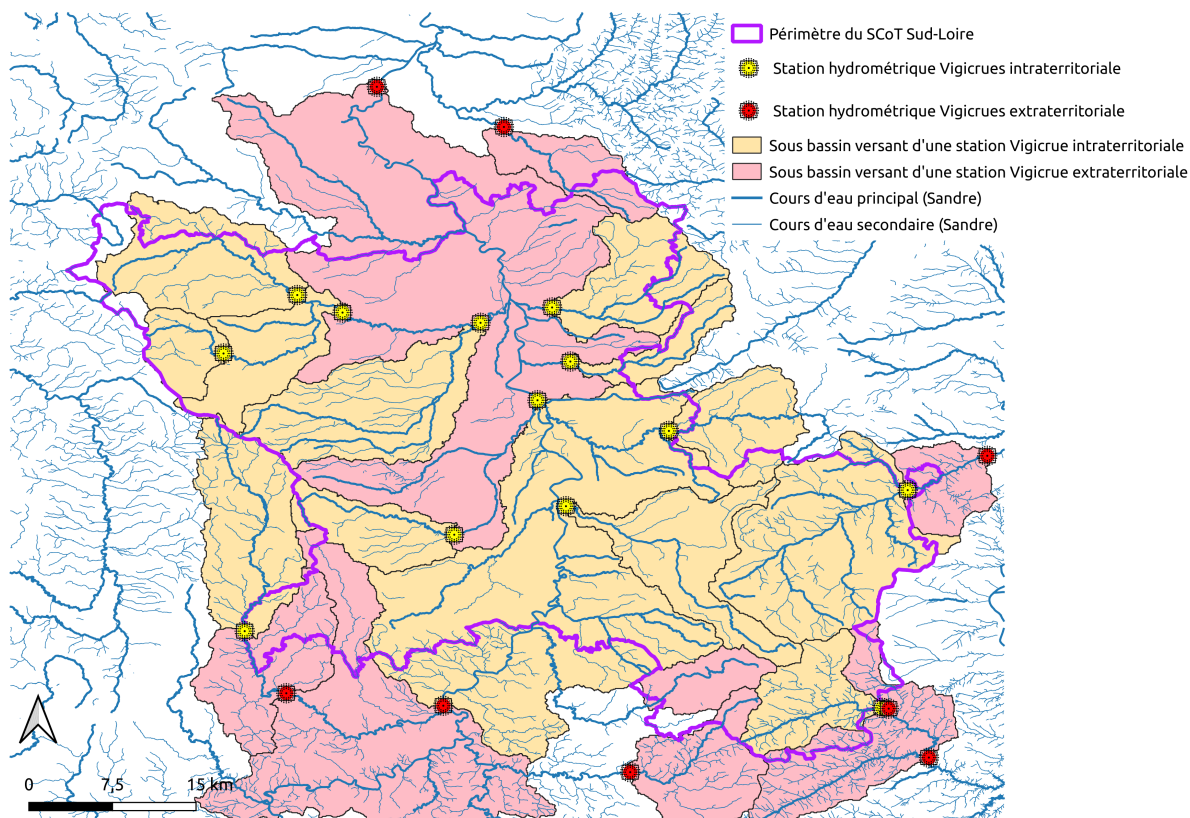 Périmètre du SCoT Sud-Loire
Station hydrométrique Vigicrues intraterritoriale
Station hydrométrique Vigicrues extraterritoriale
Sous bassin versant d'une station Vigicrue intraterritoriale
Sous bassin versant d'une station Vigicrue extraterritoriale
Cours d'eau principal (Sandre)
Cours d'eau secondaire (Sandre)
0 7,5 15 km